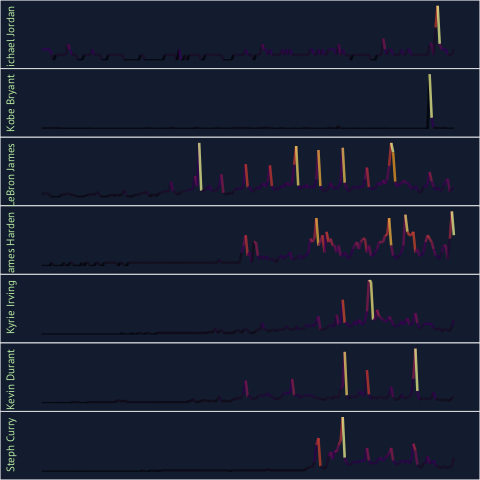 ichael Jordan
Kobe Bryant
LeBron James
ames Harden
Kyrie Irving
Kevin Durant
Steph Curry